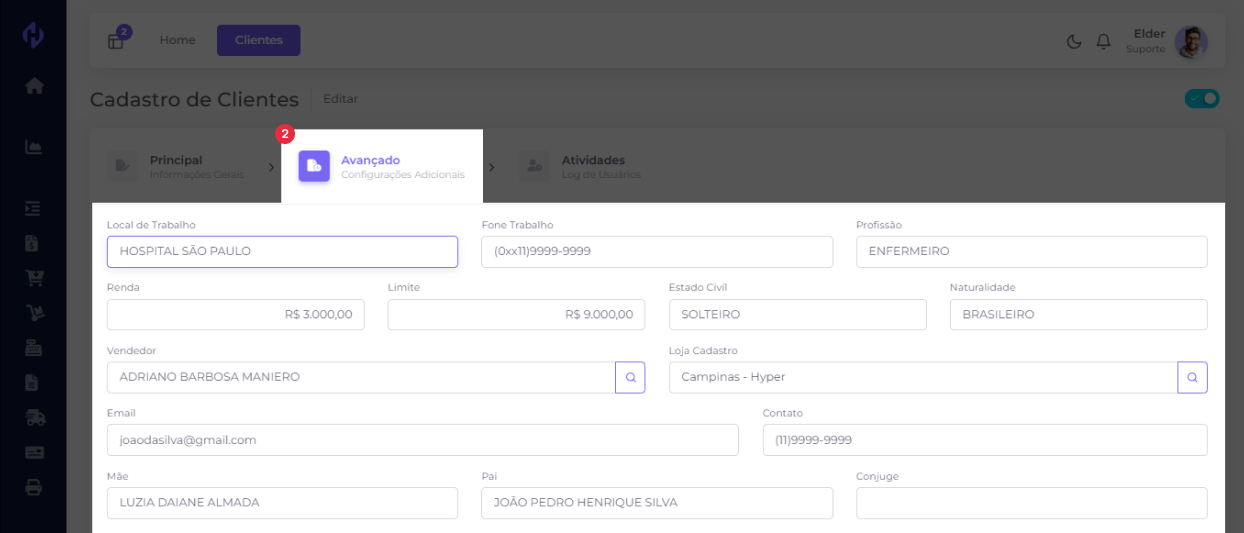 2
Home
Clientes
Elder
Suporte
Cadastro de Clientes
Editar
2
Principal
Informações Gerais
Avançado
Configurações Adicionais
Atividades
Log de Usuários
Local de Trabalho
Fone Trabalho
Profissão
HOSPITAL SÃO PAULO
(0xx11)9999-9999
ENFERMEIRO
Renda
Limite
Estado Civil
Naturalidade
R$ 3.000,00
R$ 9.000,00
SOLTEIRO
BRASILEIRO
Vendedor
Loja Cadastro
ADRIANO BARBOSA MANIERO
Campinas - Hyper
Email
Contato
joaodasilva@gmail.com
(11)9999-9999
Mãe
Pai
Conjuge
LUZIA DAIANE ALMADA
JOÃO PEDRO HENRIQUE SILVA